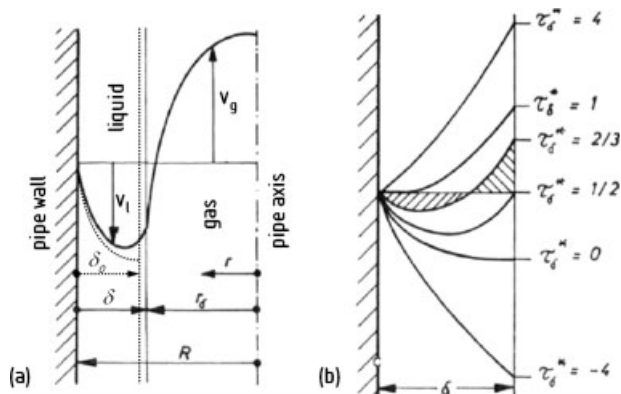 pipe wall
liquid
v_l
v_g
gas
pipe axis
δ_o
r
δ
r_δ
R
(a)
τ_δ^* = 4
τ_δ^* = 1
τ_δ^* = 2/3
τ_δ^* = 1/2
τ_δ^* = 0
τ_δ^* = -4
δ
(b)